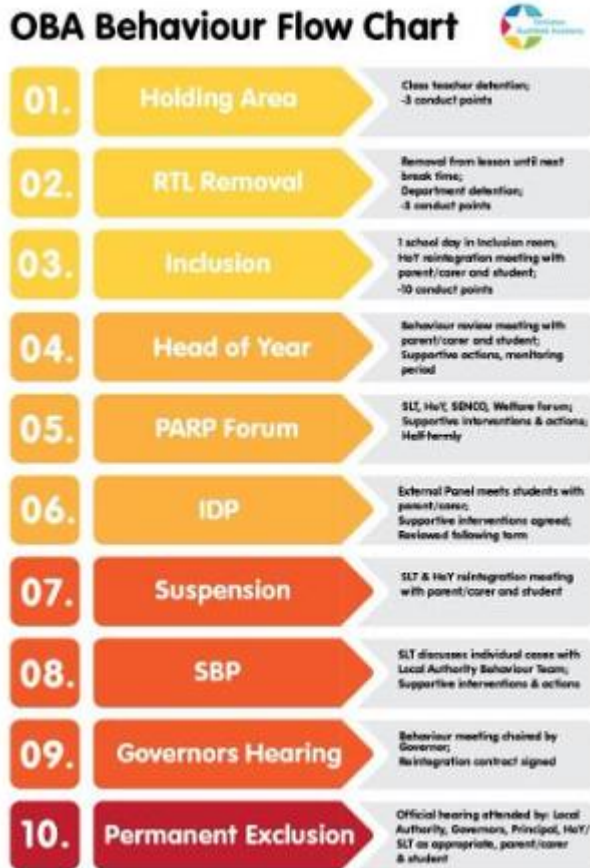 OBA Behaviour Flow Chart
01.
Holding Area
Class teacher detention;
-3 conduct points
02.
RTL Removal
Removal from lesson until next
break time;
Department detention;
-3 conduct points
03.
Inclusion
1 school day in Inclusion room;
HoY reintegration meeting with
parent/carer and student;
-10 conduct points
04.
Head of Year
Behaviour review meeting with
parent/carer and student;
Supportive actions, monitoring
period
05.
PARP Forum
SLT, HoY, SENCO, Welfare forum;
Supportive interventions & actions;
Half-termly
06.
IDP
External Panel meets students with
parent/carer;
Supportive interventions agreed;
Reviewed following term
07.
Suspension
SLT & HoY reintegration meeting
with parent/carer and student
08.
SBP
SLT discusses individual cases with
Local Authority Behaviour Team;
Supportive interventions & actions
09.
Governors Hearing
Behaviour meeting chaired by
Governor;
Reintegration contract signed
10.
Permanent Exclusion
Official hearing attended by: Local
Authority, Governors, Principal, HoY/
SLT as appropriate, parent/carer
& student